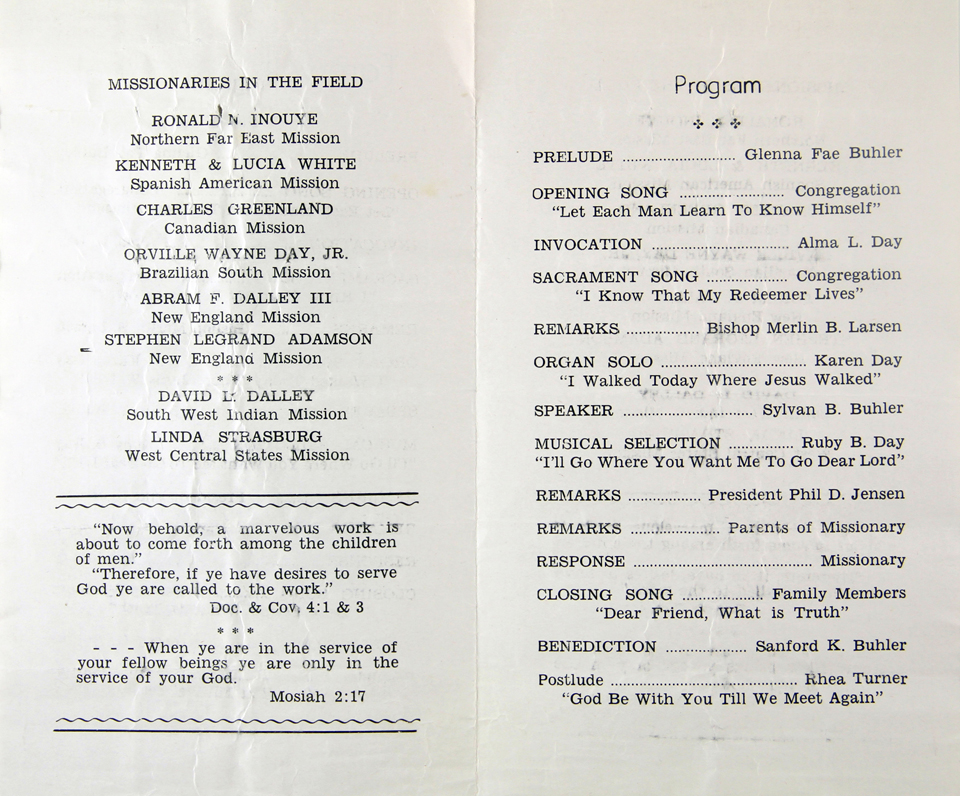 MISSIONARIES IN THE FIELD
RONALD N. INOUYE
Northern Far East Mission
KENNETH & LUCIA WHITE
Spanish American Mission
CHARLES GREENLAND
Canadian Mission
ORVILLE WAYNE DAY, JR.
Brazilian South Mission
ABRAM F. DALLEY III
New England Mission
STEPHEN LEGRAND ADAMSON
New England Mission
* * *
DAVID L. DALLEY
South West Indian Mission
LINDA STRASBURG
West Central States Mission
"Now behold, a marvelous work is
about to come forth among the children
of men."
"Therefore, if ye have desires to serve
God ye are called to the work."
Doc. & Cov. 4:1 & 3
* * *
- - - When ye are in the service of
your fellow beings ye are only in the
service of your God.
Mosiah 2:17
Program
PRELUDE ............................ Glenna Fae Buhler
OPENING SONG .......................... Congregation
"Let Each Man Learn To Know Himself"
INVOCATION .................................. Alma L. Day
SACRAMENT SONG .................... Congregation
"I Know That My Redeemer Lives"
REMARKS .................. Bishop Merlin B. Larsen
ORGAN SOLO .................................... Karen Day
"I Walked Today Where Jesus Walked"
SPEAKER ................................ Sylvan B. Buhler
MUSICAL SELECTION ................ Ruby B. Day
"I'll Go Where You Want Me To Go Dear Lord"
REMARKS .................. President Phil D. Jensen
REMARKS ...................... Parents of Missionary
RESPONSE ............................................ Missionary
CLOSING SONG .................... Family Members
"Dear Friend, What is Truth"
BENEDICTION .................... Sanford K. Buhler
Postlude .............................................. Rhea Turner
"God Be With You Till We Meet Again"